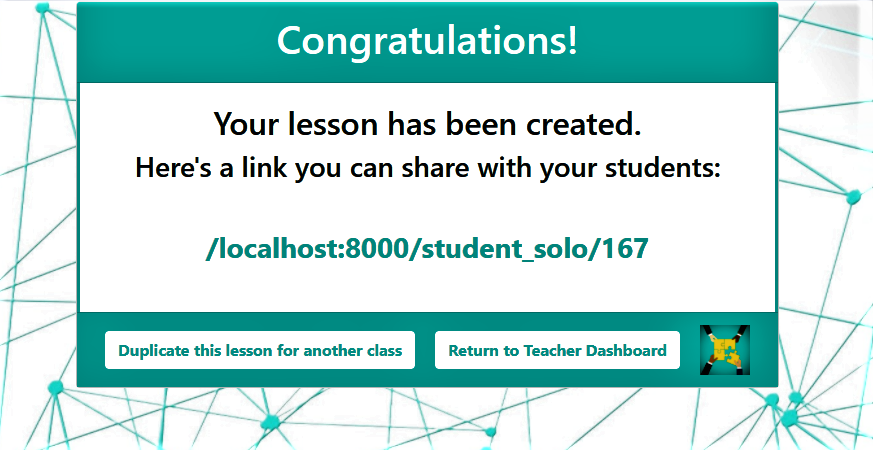 Congratulations!
Your lesson has been created.
Here's a link you can share with your students:
/localhost:8000/student_solo/167
Duplicate this lesson for another class
Return to Teacher Dashboard